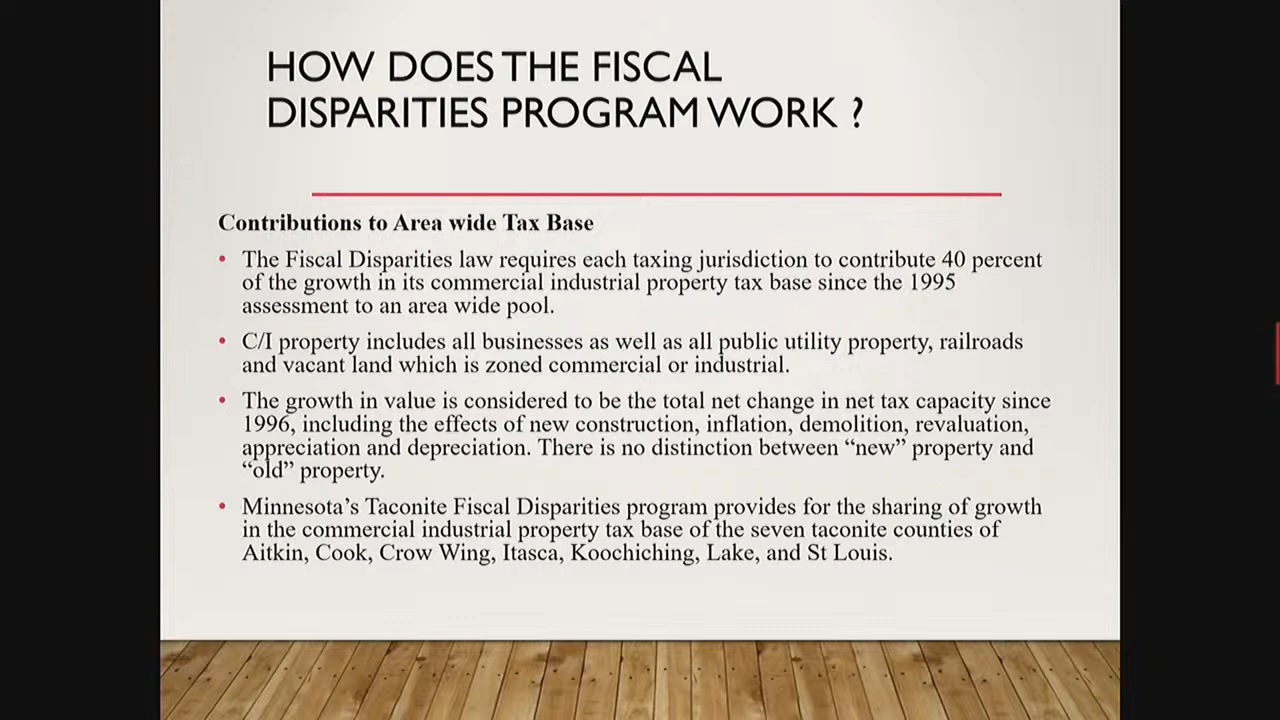 HOW DOES THE FISCAL
DISPARITIES PROGRAM WORK ?
Contributions to Area wide Tax Base
• The Fiscal Disparities law requires each taxing jurisdiction to contribute 40 percent
of the growth in its commercial industrial property tax base since the 1995
assessment to an area wide pool.
• C/I property includes all businesses as well as all public utility property, railroads
and vacant land which is zoned commercial or industrial.
• The growth in value is considered to be the total net change in net tax capacity since
1996, including the effects of new construction, inflation, demolition, revaluation,
appreciation and depreciation. There is no distinction between “new” property and
“old” property.
• Minnesota’s Taconite Fiscal Disparities program provides for the sharing of growth
in the commercial industrial property tax base of the seven taconite counties of
Aitkin, Cook, Crow Wing, Itasca, Koochiching, Lake, and St Louis.